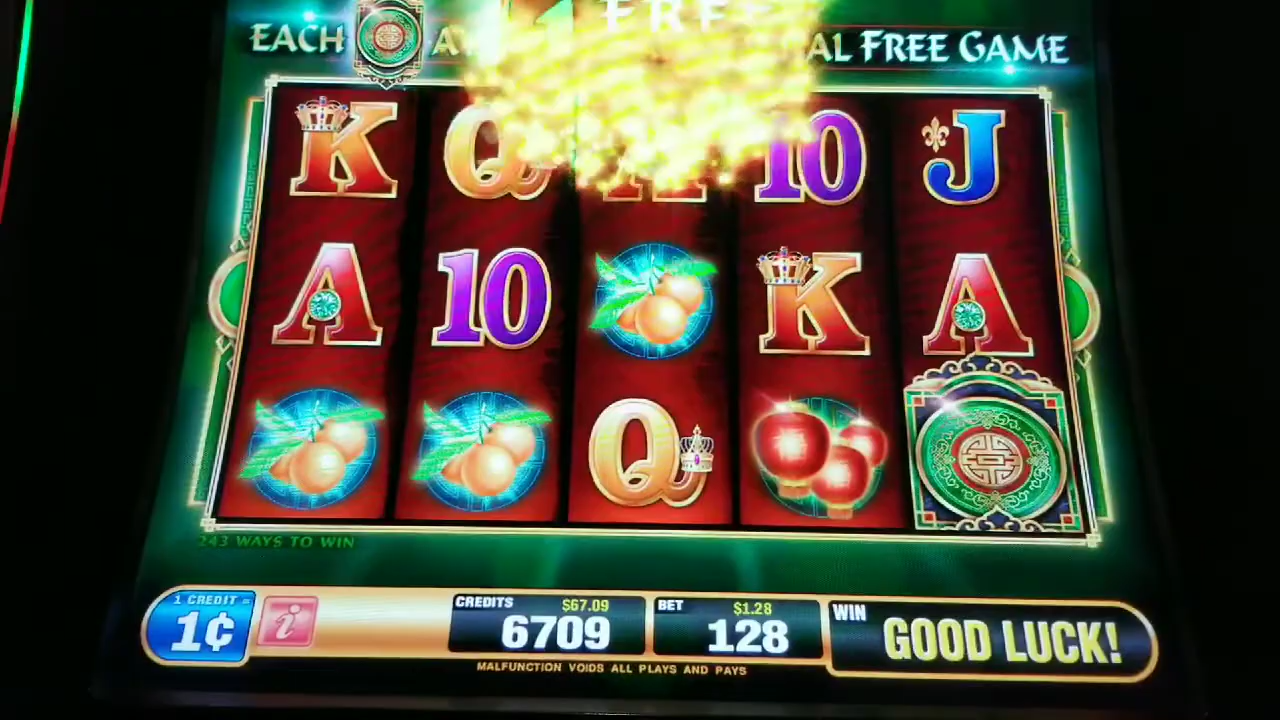 FREE
EACH
AL FREE GAME
K Q 10 J
A 10 K A
Q
243 WAYS TO WIN
1 CREDIT =
1¢
i
CREDITS $67.09
6709
BET $1.28
128
WIN
GOOD LUCK!
MALFUNCTION VOIDS ALL PLAYS AND PAYS